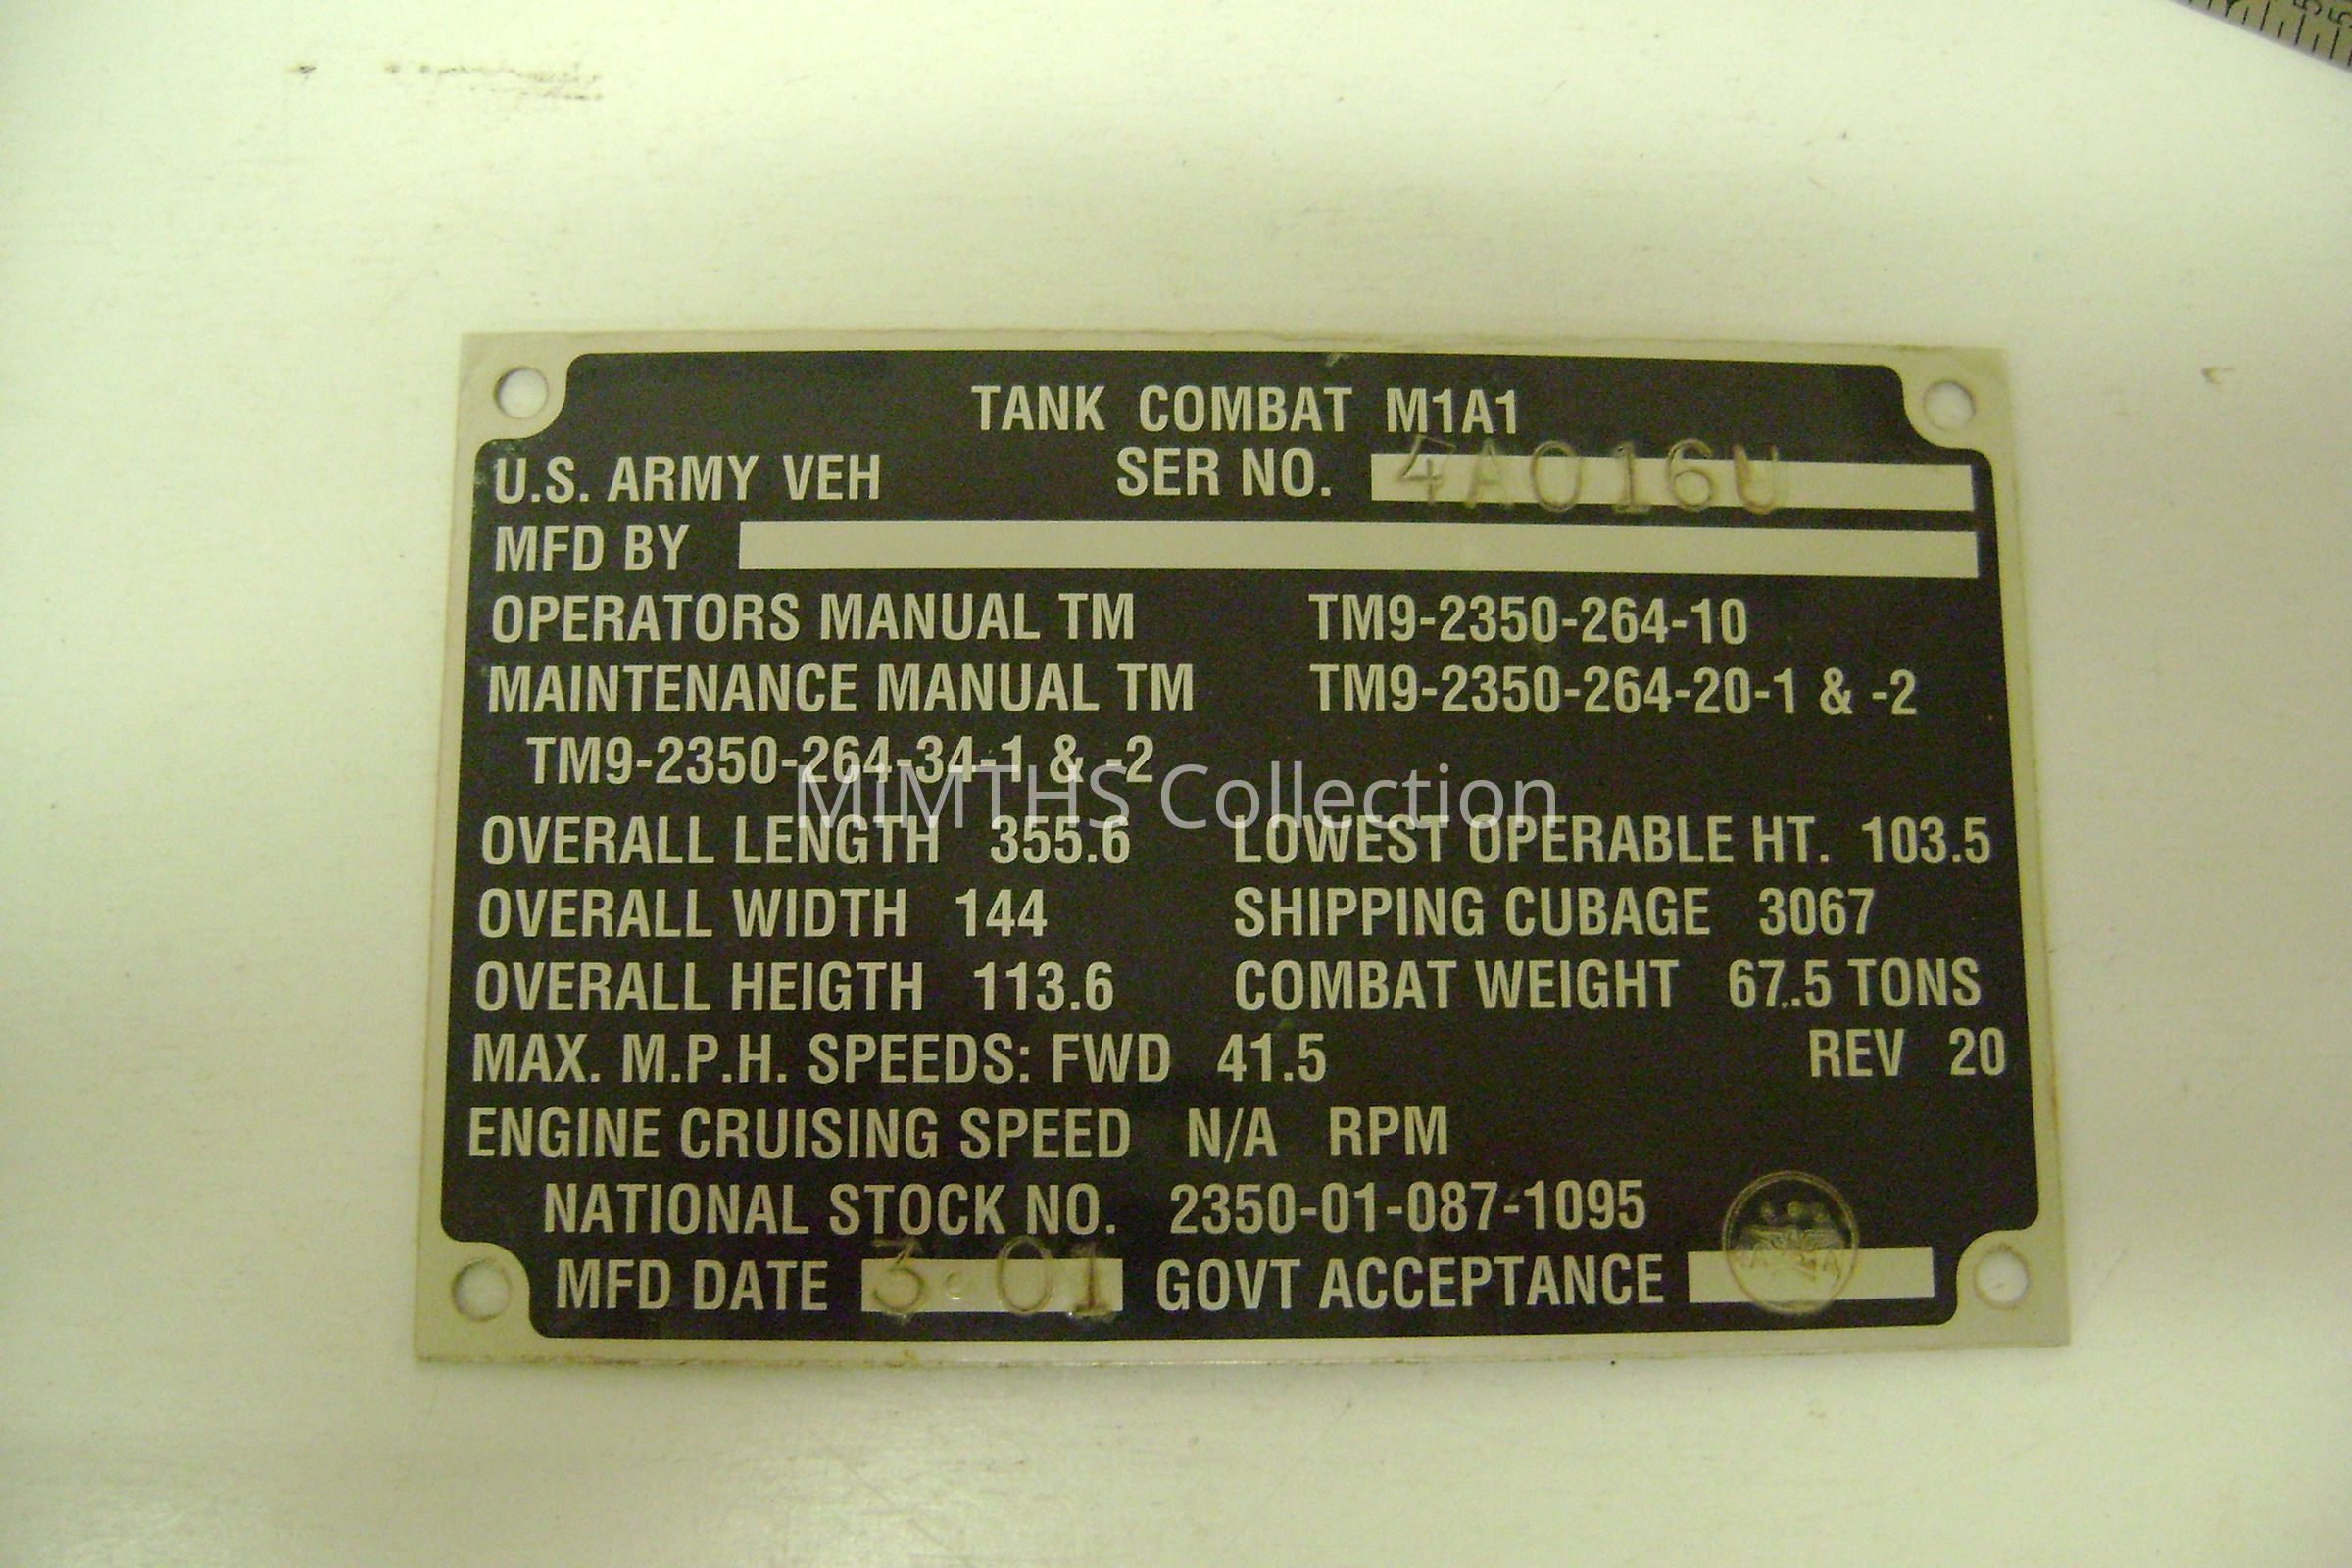 TANK COMBAT M1A1
U.S. ARMY VEH SER NO. 4A016U
MFD BY
OPERATORS MANUAL TM TM9-2350-264-10
MAINTENANCE MANUAL TM TM9-2350-264-20-1 & -2
TM9-2350-264-34-1 & -2
MIMTHS Collection
OVERALL LENGTH 355.6 LOWEST OPERABLE HT. 103.5
OVERALL WIDTH 144 SHIPPING CUBAGE 3067
OVERALL HEIGTH 113.6 COMBAT WEIGHT 67..5 TONS
MAX. M.P.H. SPEEDS: FWD 41.5 REV 20
ENGINE CRUISING SPEED N/A RPM
NATIONAL STOCK NO. 2350-01-087-1095
MFD DATE 3·01 GOVT ACCEPTANCE